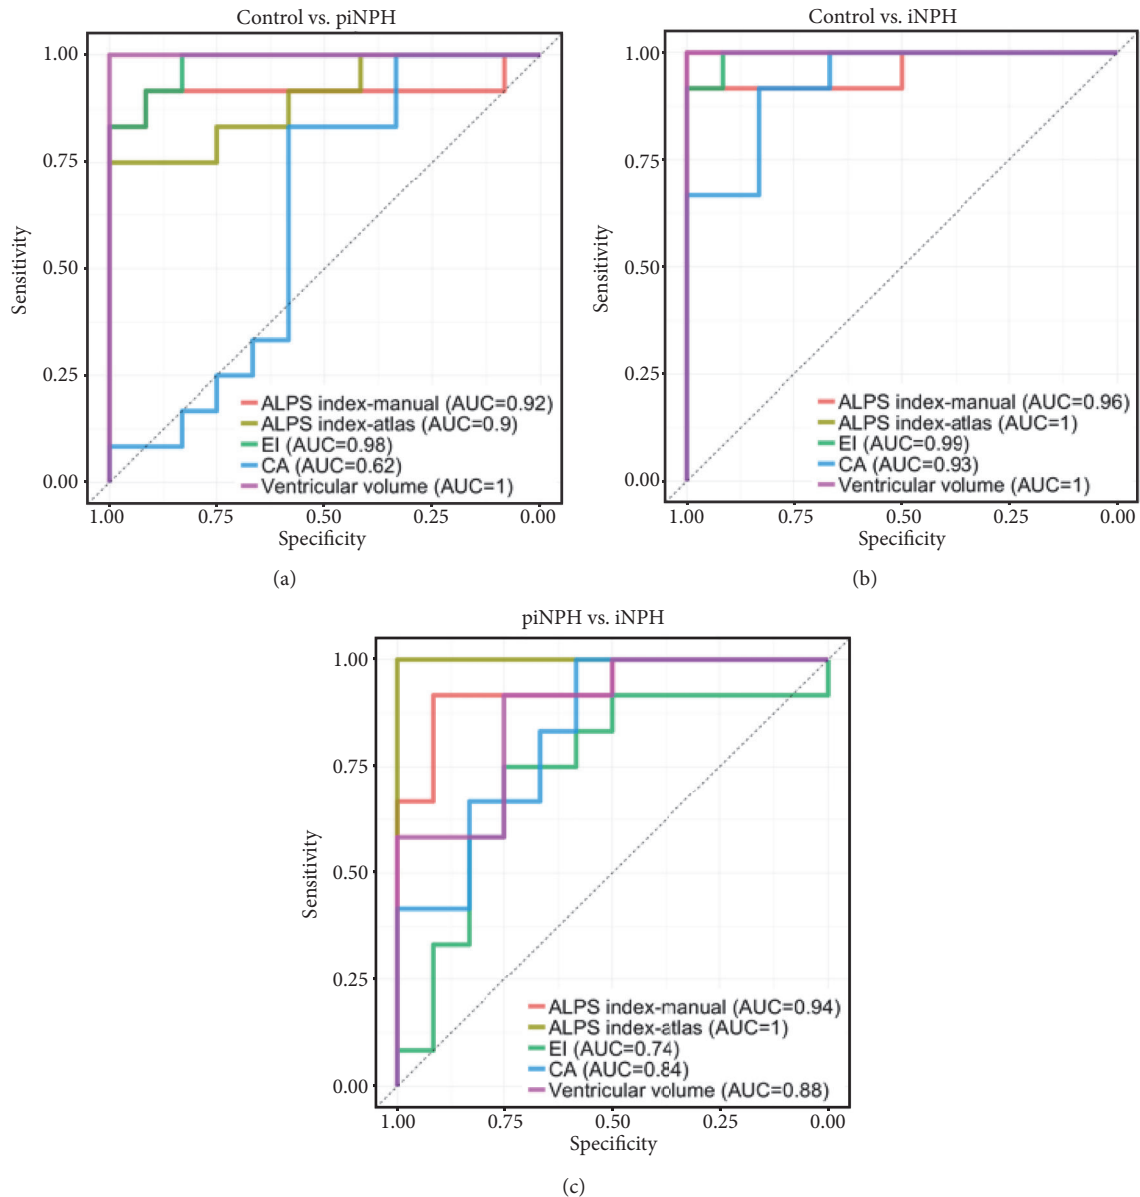 Control vs. piNPH
1.00
0.75
0.50
0.25
0.00
Sensitivity
ALPS index-manual (AUC=0.92)
ALPS index-atlas (AUC=0.9)
EI (AUC=0.98)
CA (AUC=0.62)
Ventricular volume (AUC=1)
1.00 0.75 0.50 0.25 0.00
Specificity
(a)
Control vs. iNPH
1.00
0.75
0.50
0.25
0.00
Sensitivity
ALPS index-manual (AUC=0.96)
ALPS index-atlas (AUC=1)
EI (AUC=0.99)
CA (AUC=0.93)
Ventricular volume (AUC=1)
1.00 0.75 0.50 0.25 0.00
Specificity
(b)
piNPH vs. iNPH
1.00
0.75
0.50
0.25
0.00
Sensitivity
ALPS index-manual (AUC=0.94)
ALPS index-atlas (AUC=1)
EI (AUC=0.74)
CA (AUC=0.84)
Ventricular volume (AUC=0.88)
1.00 0.75 0.50 0.25 0.00
Specificity
(c)